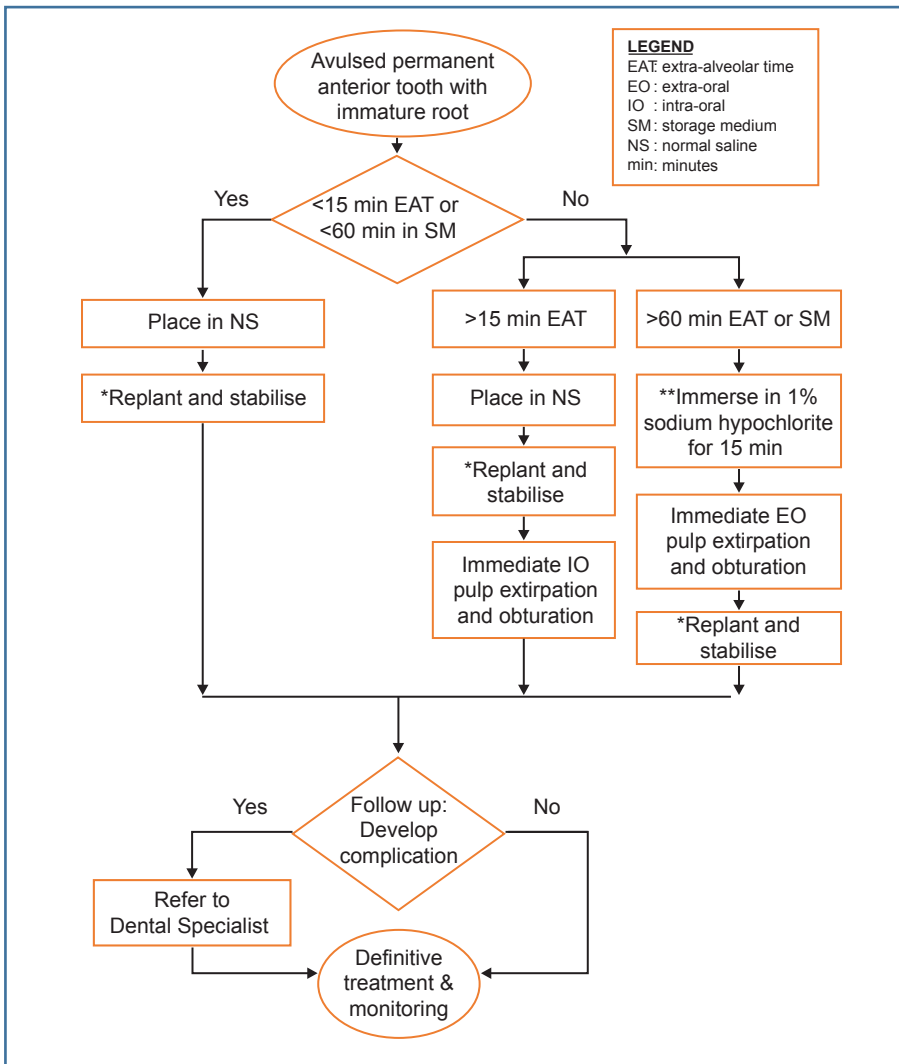 Avulsed permanent
anterior tooth with
immature root
LEGEND
EAT: extra-alveolar time
EO : extra-oral
IO : intra-oral
SM : storage medium
NS : normal saline
min: minutes
Yes
<15 min EAT or
<60 min in SM
No
Place in NS
*Replant and stabilise
>15 min EAT
Place in NS
*Replant and
stabilise
Immediate IO
pulp extirpation
and obturation
>60 min EAT or SM
**Immerse in 1%
sodium hypochlorite
for 15 min
Immediate EO
pulp extirpation
and obturation
*Replant and
stabilise
Yes
Follow up:
Develop
complication
No
Refer to
Dental Specialist
Definitive
treatment &
monitoring